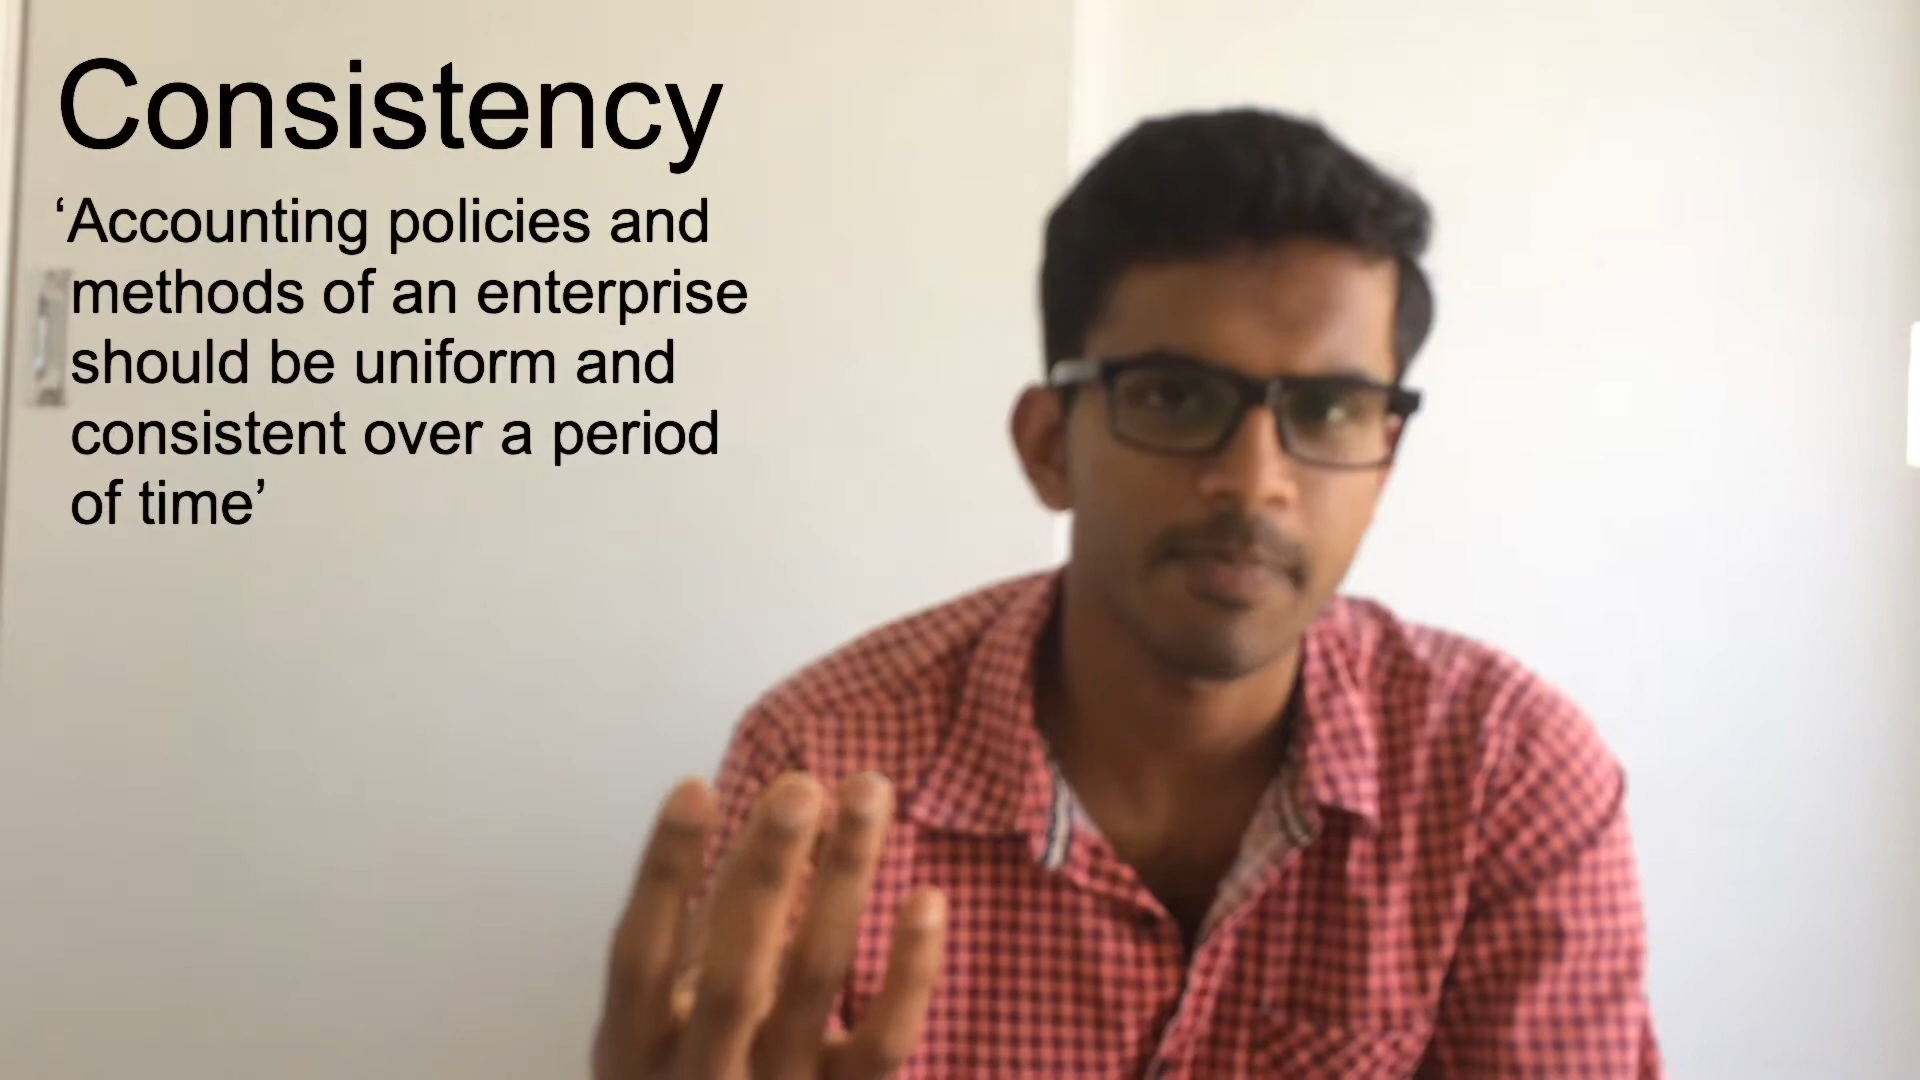 Consistency
‘Accounting policies and
methods of an enterprise
should be uniform and
consistent over a period
of time’